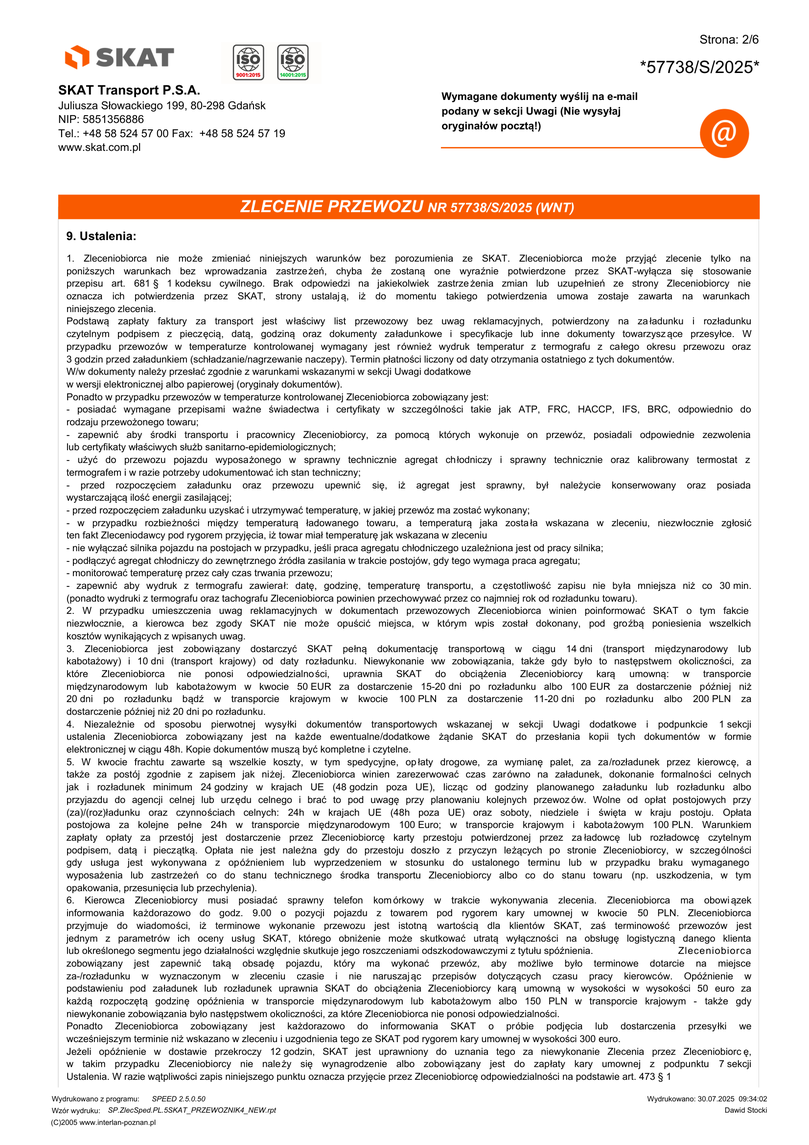 Strona: 2/6
SKAT
ISO
9001:2015
ISO
14001:2015
*57738/S/2025*
SKAT Transport P.S.A.
Juliusza Słowackiego 199, 80-298 Gdańsk
NIP: 5851356886
Tel.: +48 58 524 57 00 Fax: +48 58 524 57 19
www.skat.com.pl
Wymagane dokumenty wyślij na e-mail
podany w sekcji Uwagi (Nie wysyłaj
oryginałów pocztą!)
@
ZLECENIE PRZEWOZU NR 57738/S/2025 (WNT)
9. Ustalenia:
1. Zleceniobiorca nie może zmieniać niniejszych warunków bez porozumienia ze SKAT. Zleceniobiorca może przyjąć zlecenie tylko na
poniższych warunkach bez wprowadzania zastrzeżeń, chyba że zostaną one wyraźnie potwierdzone przez SKAT-wyłącza się stosowanie
przepisu art. 681 § 1 kodeksu cywilnego. Brak odpowiedzi na jakiekolwiek zastrzeżenia zmian lub uzupełnień ze strony Zleceniobiorcy nie
oznacza ich potwierdzenia przez SKAT, strony ustalają, iż do momentu takiego potwierdzenia umowa zostaje zawarta na warunkach
niniejszego zlecenia.
Podstawą zapłaty faktury za transport jest właściwy list przewozowy bez uwag reklamacyjnych, potwierdzony na załadunku i rozładunku
czytelnym podpisem z pieczęcią, datą, godziną oraz dokumenty załadunkowe i specyfikacje lub inne dokumenty towarzyszące przesyłce. W
przypadku przewozów w temperaturze kontrolowanej wymagany jest również wydruk temperatur z termografu z całego okresu przewozu oraz
3 godzin przed załadunkiem (schładzanie/nagrzewanie naczepy). Termin płatności liczony od daty otrzymania ostatniego z tych dokumentów.
W/w dokumenty należy przesłać zgodnie z warunkami wskazanymi w sekcji Uwagi dodatkowe
w wersji elektronicznej albo papierowej (oryginały dokumentów).
Ponadto w przypadku przewozów w temperaturze kontrolowanej Zleceniobiorca zobowiązany jest:
- posiadać wymagane przepisami ważne świadectwa i certyfikaty w szczególności takie jak ATP, FRC, HACCP, IFS, BRC, odpowiednio do
rodzaju przewożonego towaru;
- zapewnić aby środki transportu i pracownicy Zleceniobiorcy, za pomocą których wykonuje on przewóz, posiadali odpowiednie zezwolenia
lub certyfikaty właściwych służb sanitarno-epidemiologicznych;
- użyć do przewozu pojazdu wyposażonego w sprawny technicznie agregat chłodniczy i sprawny technicznie oraz kalibrowany termostat z
termografem i w razie potrzeby udokumentować ich stan techniczny;
- przed rozpoczęciem załadunku oraz przewozu upewnić się, iż agregat jest sprawny, był należycie konserwowany oraz posiada
wystarczającą ilość energii zasilającej;
- przed rozpoczęciem załadunku uzyskać i utrzymywać temperaturę, w jakiej przewóz ma zostać wykonany;
- w przypadku rozbieżności między temperaturą ładowanego towaru, a temperaturą jaka została wskazana w zleceniu, niezwłocznie zgłosić
ten fakt Zleceniodawcy pod rygorem przyjęcia, iż towar miał temperaturę jak wskazana w zleceniu
- nie wyłączać silnika pojazdu na postojach w przypadku, jeśli praca agregatu chłodniczego uzależniona jest od pracy silnika;
- podłączyć agregat chłodniczy do zewnętrznego źródła zasilania w trakcie postojów, gdy tego wymaga praca agregatu;
- monitorować temperaturę przez cały czas trwania przewozu;
- zapewnić aby wydruk z termografu zawierał: datę, godzinę, temperaturę transportu, a częstotliwość zapisu nie była mniejsza niż co 30 min.
(ponadto wydruki z termografu oraz tachografu Zleceniobiorca powinien przechowywać przez co najmniej rok od rozładunku towaru).
2. W przypadku umieszczenia uwag reklamacyjnych w dokumentach przewozowych Zleceniobiorca winien poinformować SKAT o tym fakcie
niezwłocznie, a kierowca bez zgody SKAT nie może opuścić miejsca, w którym wpis został dokonany, pod groźbą poniesienia wszelkich
kosztów wynikających z wpisanych uwag.
3. Zleceniobiorca jest zobowiązany dostarczyć SKAT pełną dokumentację transportową w ciągu 14 dni (transport międzynarodowy lub
kabotażowy) i 10 dni (transport krajowy) od daty rozładunku. Niewykonanie ww zobowiązania, także gdy było to następstwem okoliczności, za
które Zleceniobiorca nie ponosi odpowiedzialności, uprawnia SKAT do obciążenia Zleceniobiorcy karą umowną: w transporcie
międzynarodowym lub kabotażowym w kwocie 50 EUR za dostarczenie 15-20 dni po rozładunku albo 100 EUR za dostarczenie później niż
20 dni po rozładunku bądź w transporcie krajowym w kwocie 100 PLN za dostarczenie 11-20 dni po rozładunku albo 200 PLN za
dostarczenie później niż 20 dni po rozładunku.
4. Niezależnie od sposobu pierwotnej wysyłki dokumentów transportowych wskazanej w sekcji Uwagi dodatkowe i podpunkcie 1 sekcji
ustalenia Zleceniobiorcy zobowiązany jest na każde ewentualne/dodatkowe żądanie SKAT do przesłania kopii tych dokumentów w formie
elektronicznej w ciągu 48h. Kopie dokumentów muszą być kompletne i czytelne.
5. W kwocie frachtu zawarte są wszelkie koszty, w tym spedycyjne, opłaty drogowe, za wymianę palet, za za/rozładunek przez kierowcę, a
także za postój zgodnie z zapisem jak niżej. Zleceniobiorca winien zarezerwować czas zarówno na załadunek, dokonanie formalności celnych
jak i rozładunek minimum 24 godziny w krajach UE (48 godzin poza UE), licząc od godziny planowanego załadunku lub rozładunku albo
przyjazdu do agencji celnej lub urzędu celnego i brać to pod uwagę przy planowaniu kolejnych przewozów. Wolne od opłat postojowych przy
(za)/(roz)ładunku oraz czynnościach celnych: 24h w krajach UE (48h poza UE) oraz soboty, niedziele i święta w kraju postoju. Opłata
postojowa za kolejne pełne 24h w transporcie międzynarodowym 100 Euro; w transporcie krajowym i kabotażowym 100 PLN. Warunkiem
zapłaty opłaty za przestój jest dostarczenie przez Zleceniobiorcę karty przestoju potwierdzonej przez załadowcę lub rozładowcę czytelnym
podpisem, datą i pieczątką. Opłata nie jest należna gdy do przestoju doszło z przyczyn leżących po stronie Zleceniobiorcy, w szczególności
gdy usługa jest wykonywana z opóźnieniem lub wyprzedzeniem w stosunku do ustalonego terminu lub w przypadku braku wymaganego
wyposażenia lub zastrzeżeń co do stanu technicznego środka transportu Zleceniobiorcy albo co do stanu towaru (np. uszkodzenia, w tym
opakowania, przesunięcia lub przechylenia).
6. Kierowca Zleceniobiorcy musi posiadać sprawny telefon komórkowy w trakcie wykonywania zlecenia. Zleceniobiorca ma obowiązek
informowania każdorazowo do godz. 9.00 o pozycji pojazdu z towarem pod rygorem kary umownej w kwocie 50 PLN. Zleceniobiorca
przyjmuje do wiadomości, iż terminowe wykonanie przewozu jest istotną wartością dla klientów SKAT, zaś terminowość przewozów jest
jednym z parametrów ich oceny usług SKAT, którego obniżenie może skutkować utratą wyłączności na obsługę logistyczną danego klienta
lub określonego segmentu jego działalności względnie skutkuje jego roszczeniami odszkodowawczymi z tytułu spóźnienia. Zleceniobiorca
zobowiązany jest zapewnić taką obsadę pojazdu, który ma wykonać przewóz, aby możliwe było terminowe dotarcie na miejsce
za-/rozładunku w wyznaczonym w zleceniu czasie i nie naruszając przepisów dotyczących czasu pracy kierowców. Opóźnienie w
podstawieniu pod załadunek lub rozładunek uprawnia SKAT do obciążenia Zleceniobiorcy karą umowną w wysokości w wysokości 50 euro za
każdą rozpoczętą godzinę opóźnienia w transporcie międzynarodowym lub kabotażowym albo 150 PLN w transporcie krajowym - także gdy
niewykonanie zobowiązania było następstwem okoliczności, za które Zleceniobiorca nie ponosi odpowiedzialności.
Ponadto Zleceniobiorca zobowiązany jest każdorazowo do informowania SKAT o próbie podjęcia lub dostarczenia przesyłki we
wcześniejszym terminie niż wskazano w zleceniu i uzgodnienia tego ze SKAT pod rygorem kary umownej w wysokości 300 euro.
Jeżeli opóźnienie w dostawie przekroczy 12 godzin, SKAT jest uprawniony do uznania tego za niewykonanie Zlecenia przez Zleceniobiorcę,
w takim przypadku Zleceniobiorcy nie należy się wynagrodzenie albo zobowiązany jest do zapłaty kary umownej z podpunktu 7 sekcji
Ustalenia. W razie wątpliwości zapis niniejszego punktu oznacza przyjęcie przez Zleceniobiorcę odpowiedzialności na podstawie art. 473 § 1
Wydrukowano z programu: SPEED 2.5.0.50
Wydrukowano: 30.07.2025 09:34:02
Wzór wydruku: SP.ZlecSped.PL.5SKAT_PRZEWOZNIK4_NEW.rpt
Dawid Stocki
(C)2005 www.interlan-poznan.pl